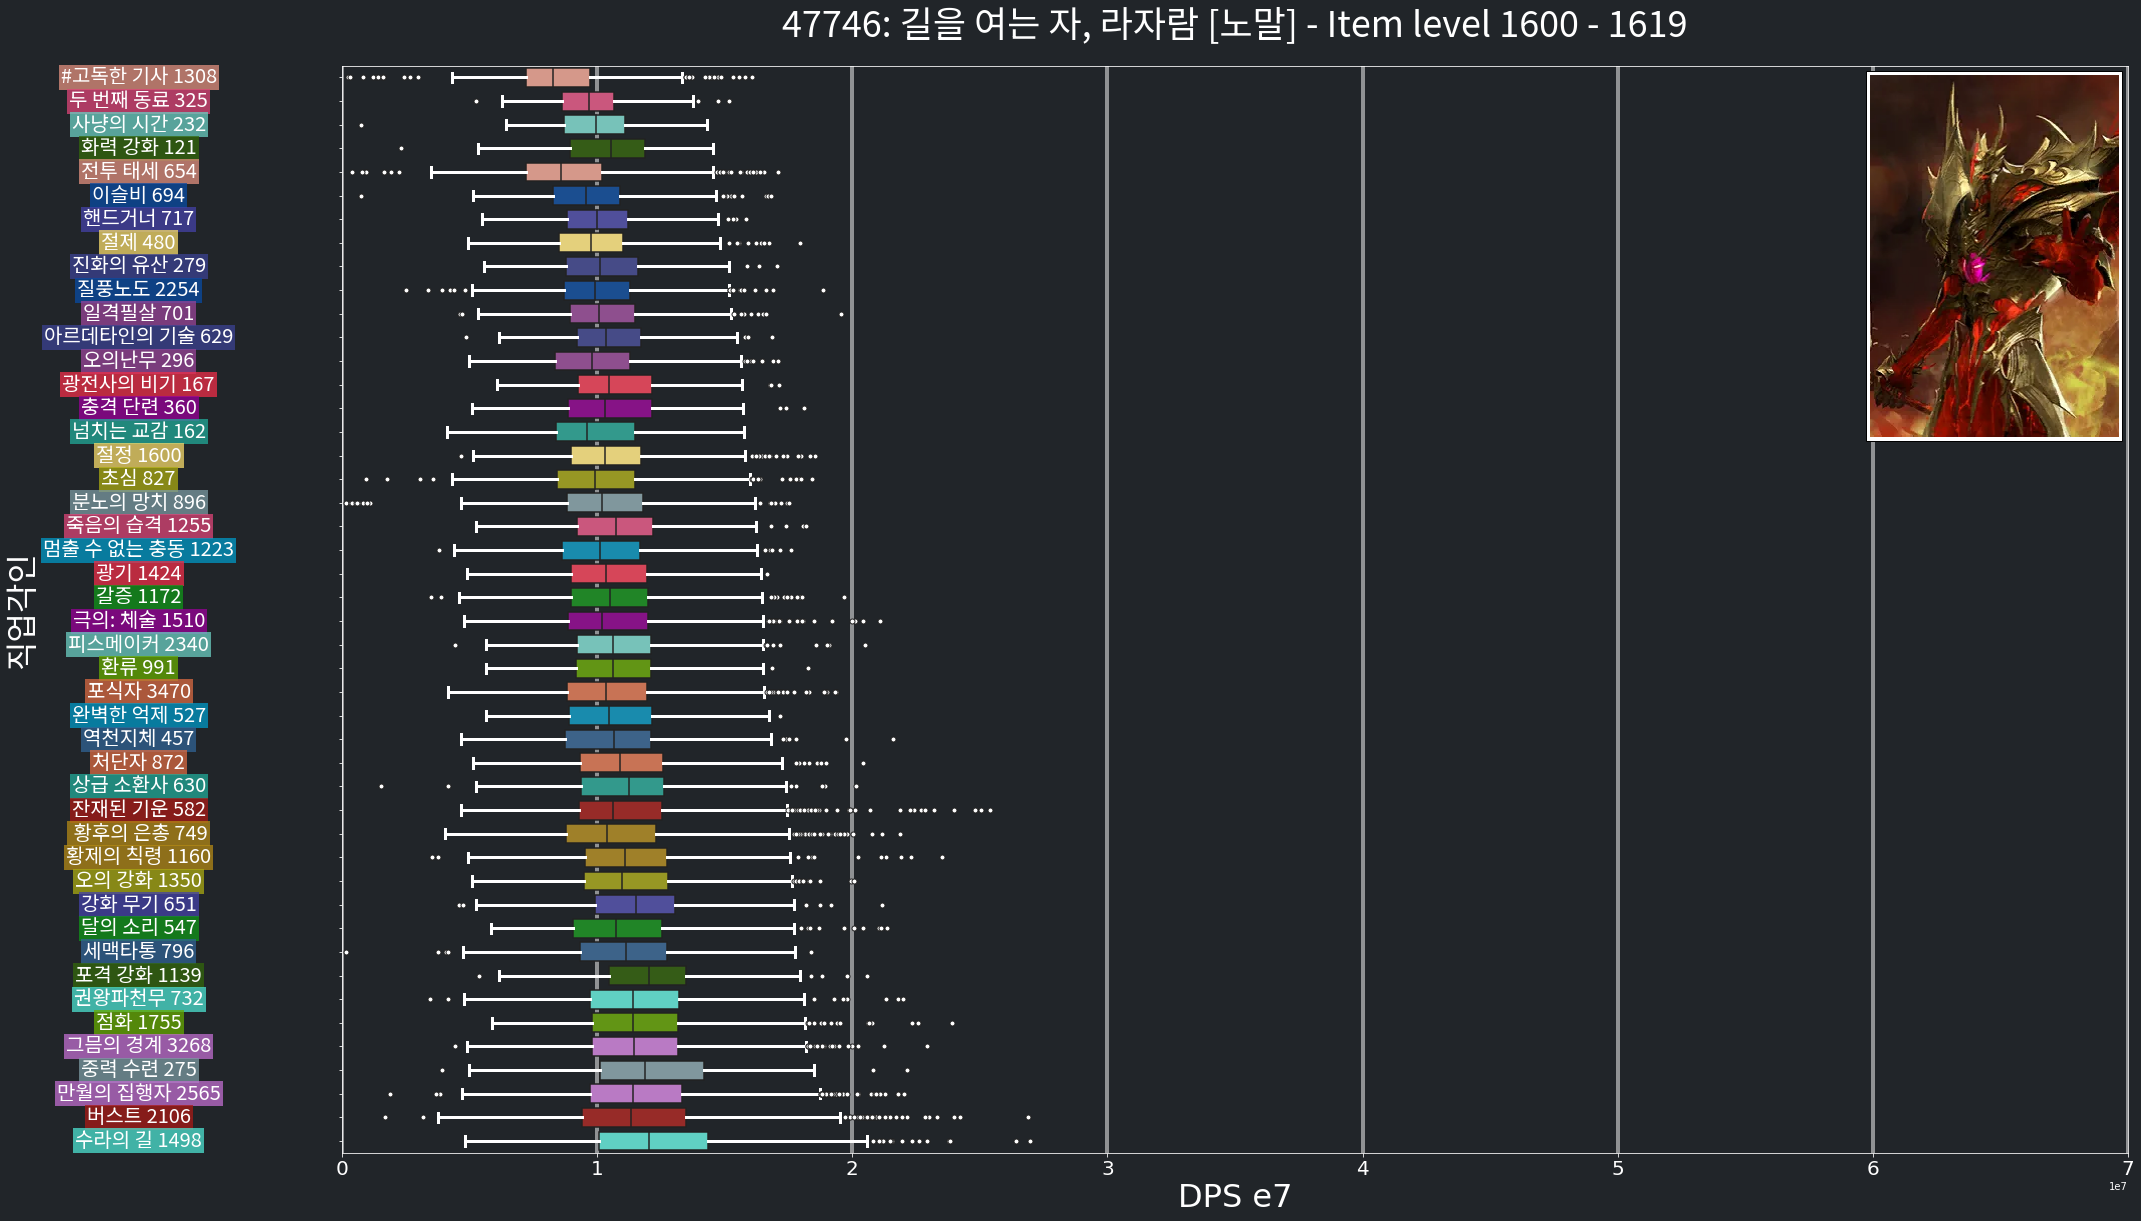 47746: 길을 여는 자, 라자람 [노말] - Item level 1600 - 1619
#고독한 기사 1308
두 번째 동료 325
사냥의 시간 232
화력 강화 121
전투 태세 654
이슬비 694
핸드거너 717
절제 480
진화의 유산 279
질풍노도 2254
일격필살 701
아르데타인의 기술 629
오의난무 296
광전사의 비기 167
충격 단련 360
넘치는 교감 162
절정 1600
초심 827
분노의 망치 896
죽음의 습격 1255
멈출 수 없는 충동 1223
광기 1424
갈증 1172
극의: 체술 1510
피스메이커 2340
환류 991
포식자 3470
완벽한 억제 527
역천지체 457
처단자 872
상급 소환사 630
잔재된 기운 582
황후의 은총 749
황제의 칙령 1160
오의 강화 1350
강화 무기 651
달의 소리 547
세맥타통 796
포격 강화 1139
권왕파천무 732
점화 1755
그믐의 경계 3268
중력 수련 275
만월의 집행자 2565
버스트 2106
수라의 길 1498
직업각인
0 1 2 3 4 5 6 7
1e7
DPS e7